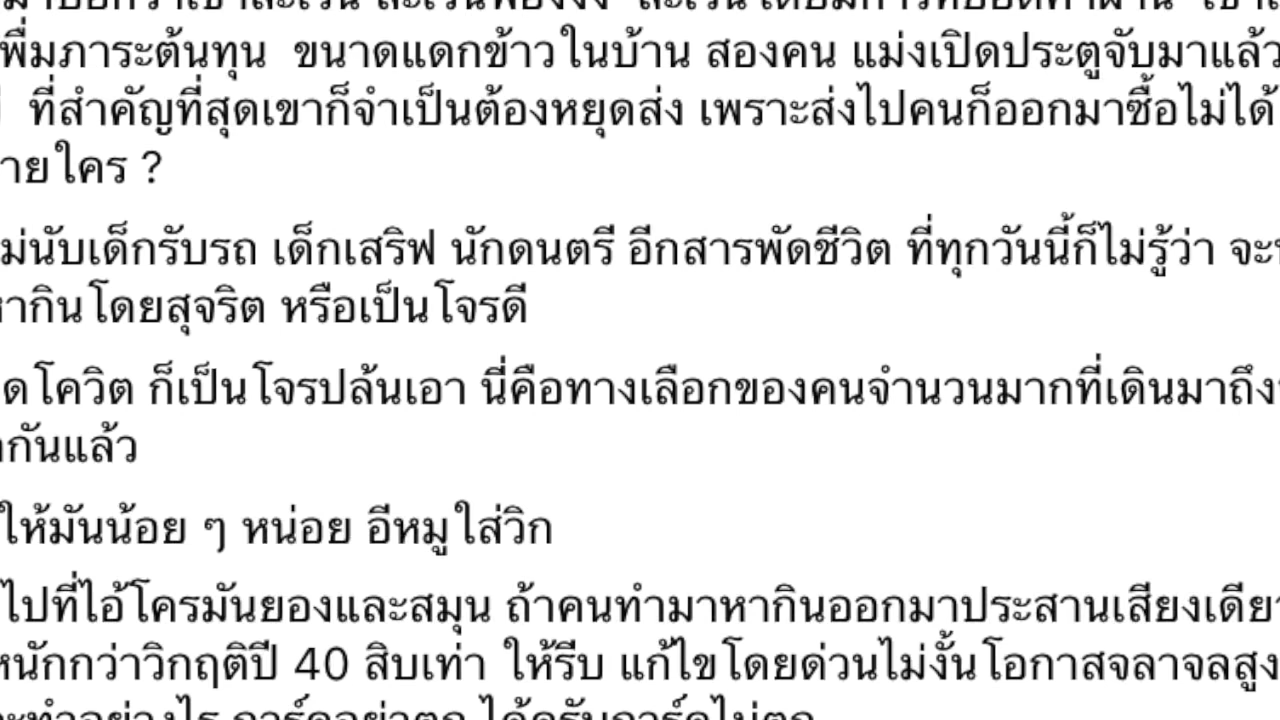 พิ่มภาระต้นทุน ขนาดแดกข้าวในบ้าน สองคน แม่งเปิดประตูจับมาแล้ว
ที่สำคัญที่สุดเขาก็จำเป็นต้องหยุดส่ง เพราะส่งไปคนก็ออกมาซื้อไม่ได้
ายใคร ?
ม่นับเด็กรับรถ เด็กเสริฟ นักดนตรี อีกสารพัดชีวิต ที่ทุกวันนี้ก็ไม่รู้ว่า
หากินโดยสุจริต หรือเป็นโจรดี
ดโควิต ก็เป็นโจรปล้นเอา นี่คือทางเลือกของคนจำนวนมากที่เดินมาถึง
กันแล้ว
ให้มันน้อย ๆ หน่อย อีหมูใส่วิก
ไปที่ไอ้โครมันยองและสมุน ถ้าคนทำมาหากินออกมาประสานเสียงเดีย
หนักกว่าวิกฤติปี 40 สิบเท่า ให้รีบ แก้ไขโดยด่วนไม่งั้นโอกาสจลาจลสูง